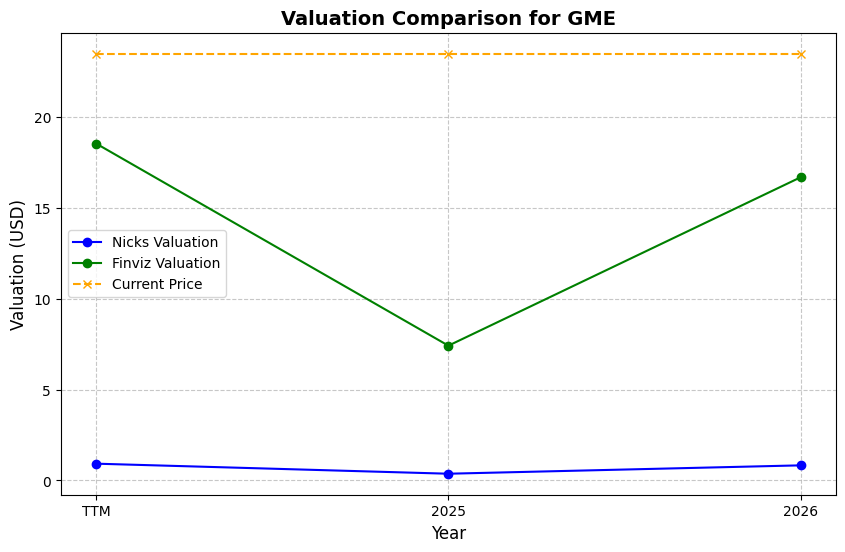 Valuation Comparison for GME
Valuation (USD)
20
15
10
5
0
Nicks Valuation
Finviz Valuation
Current Price
TTM
2025
2026
Year